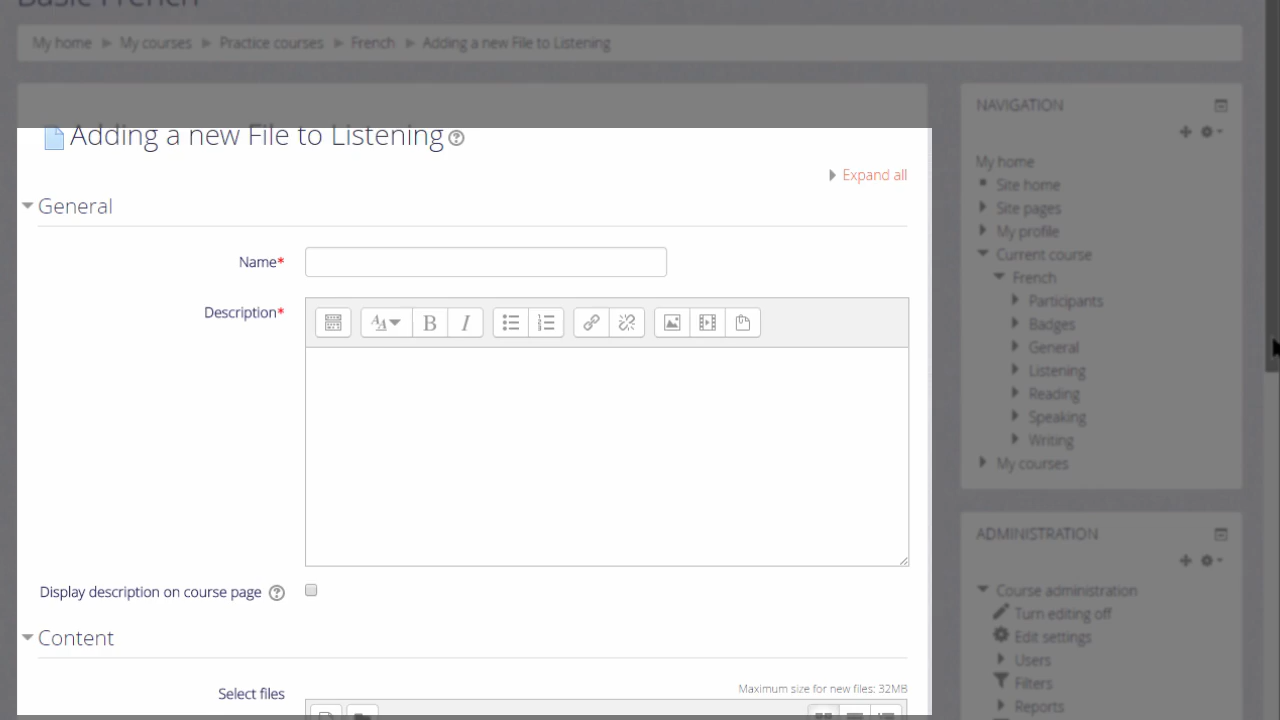 Basic French
My home ► My courses ► Practice courses ► French ► Adding a new File to Listening
Adding a new File to Listening
Expand all
General
Name*
Description*
Display description on course page
Content
Select files
Maximum size for new files: 32MB
NAVIGATION
My home
Site home
Site pages
My profile
Current course
French
Participants
Badges
General
Listening
Reading
Speaking
Writing
My courses
ADMINISTRATION
Course administration
Turn editing off
Edit settings
Users
Filters
Reports